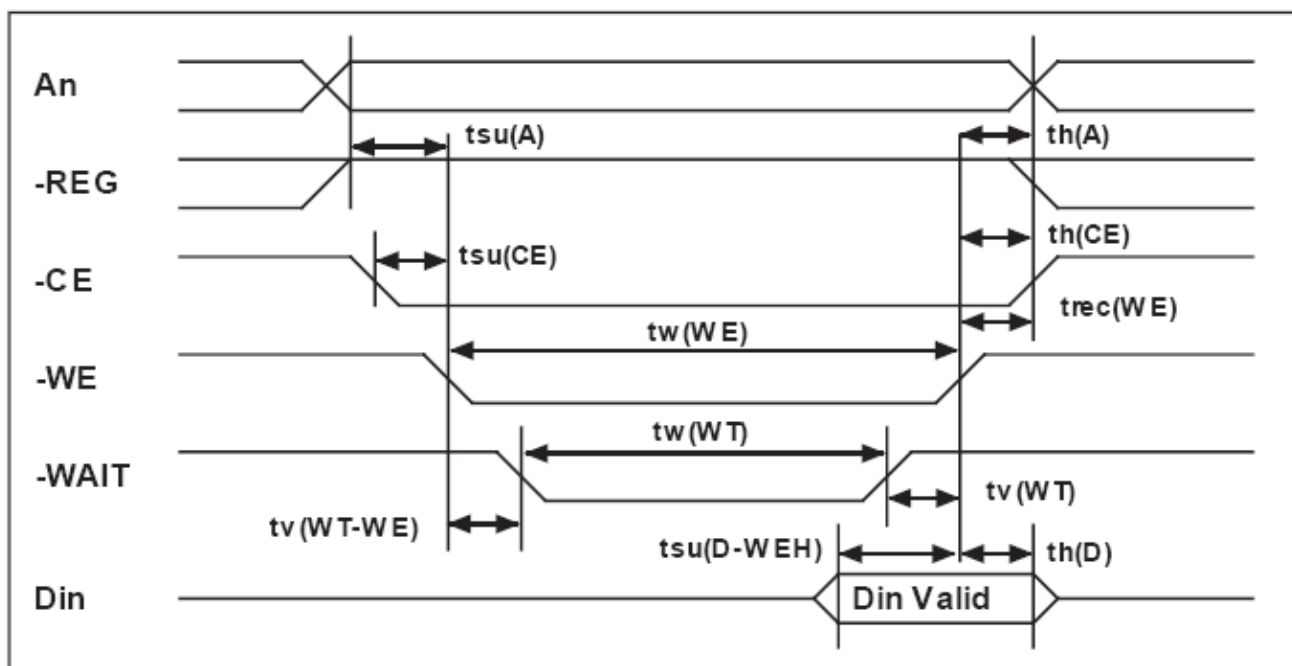 An
tsu(A)
th(A)
-REG
tsu(CE)
th(CE)
-CE
trec(WE)
tw(WE)
-WE
tw(WT)
-WAIT
tv(WT)
tv(WT-WE)
tsu(D-WEH)
th(D)
Din
Din Valid